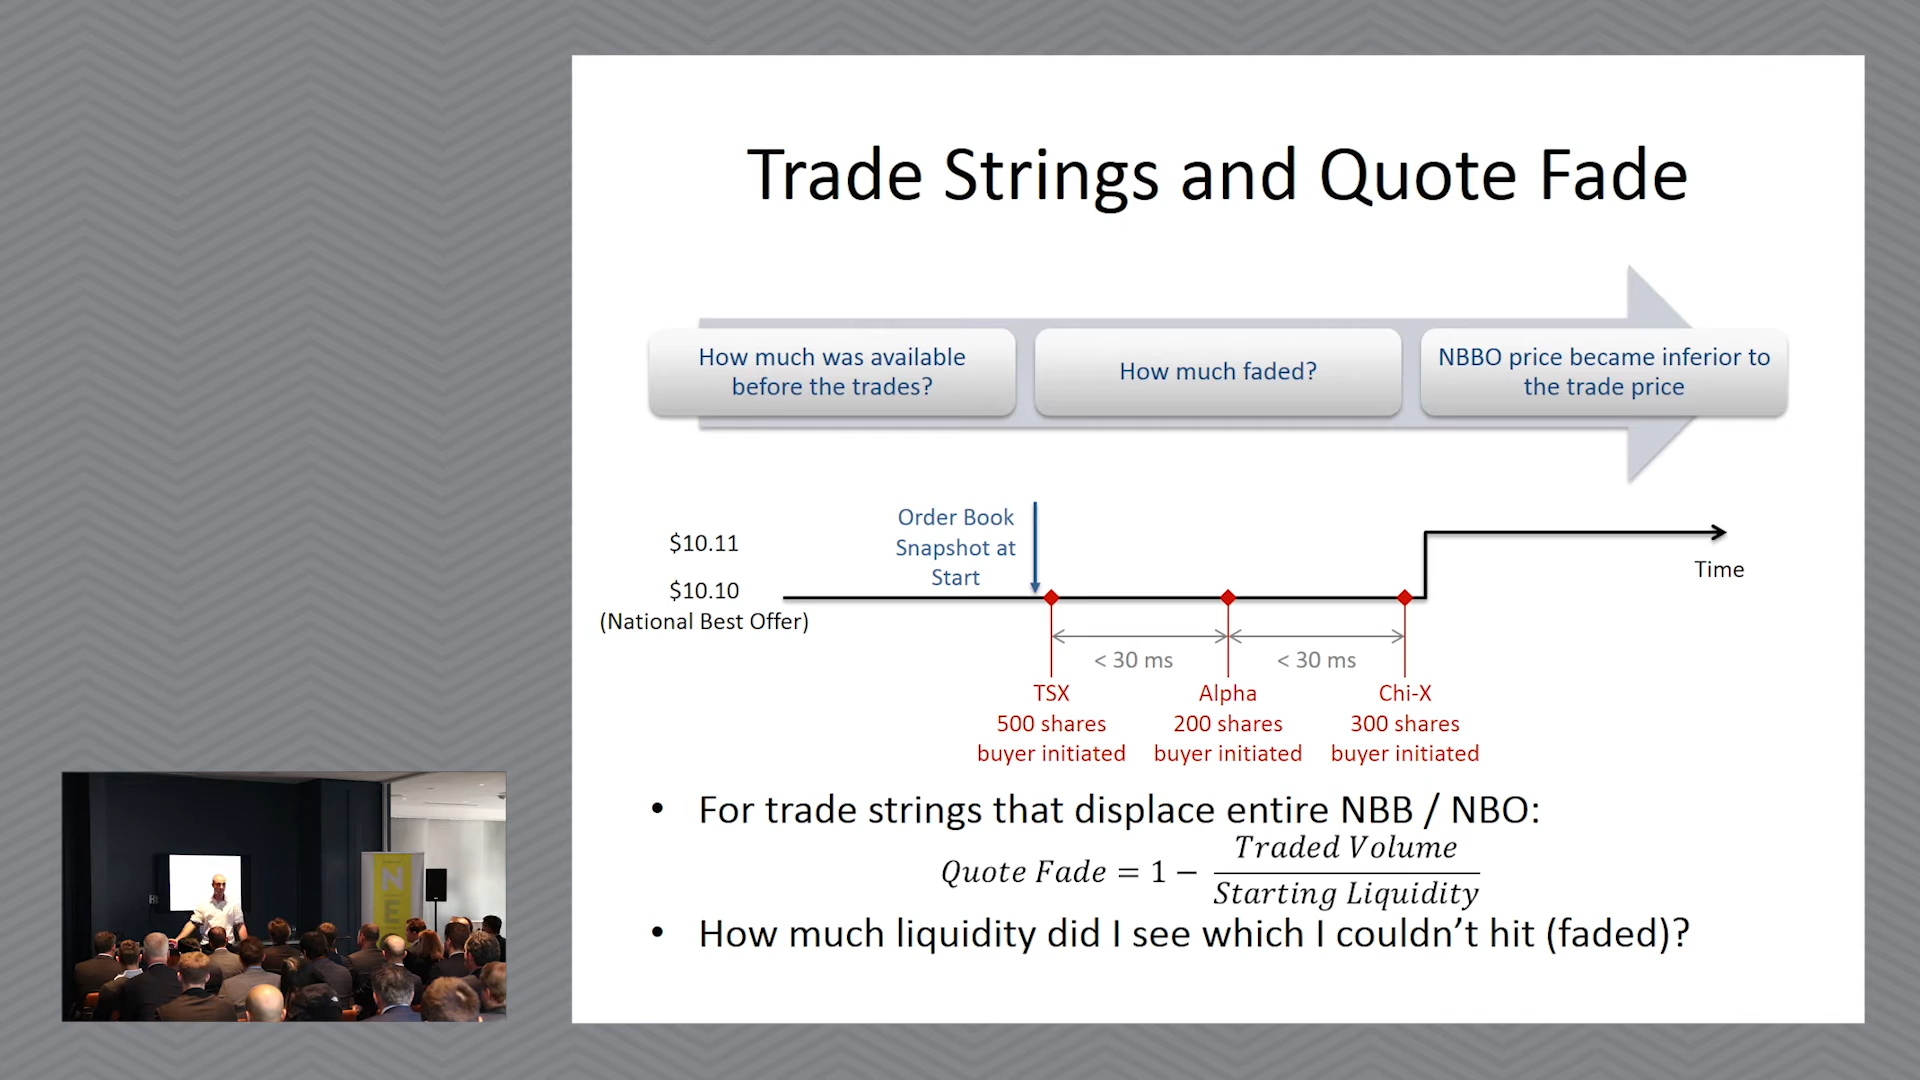 Trade Strings and Quote Fade
How much was available
before the trades?
How much faded?
NBBO price became inferior to
the trade price
Order Book
Snapshot at
Start
$10.11
$10.10
(National Best Offer)
Time
< 30 ms
< 30 ms
TSX
500 shares
buyer initiated
Alpha
200 shares
buyer initiated
Chi-X
300 shares
buyer initiated
• For trade strings that displace entire NBB / NBO:
Quote Fade = 1 − Traded Volume / Starting Liquidity
• How much liquidity did I see which I couldn’t hit (faded)?
NE